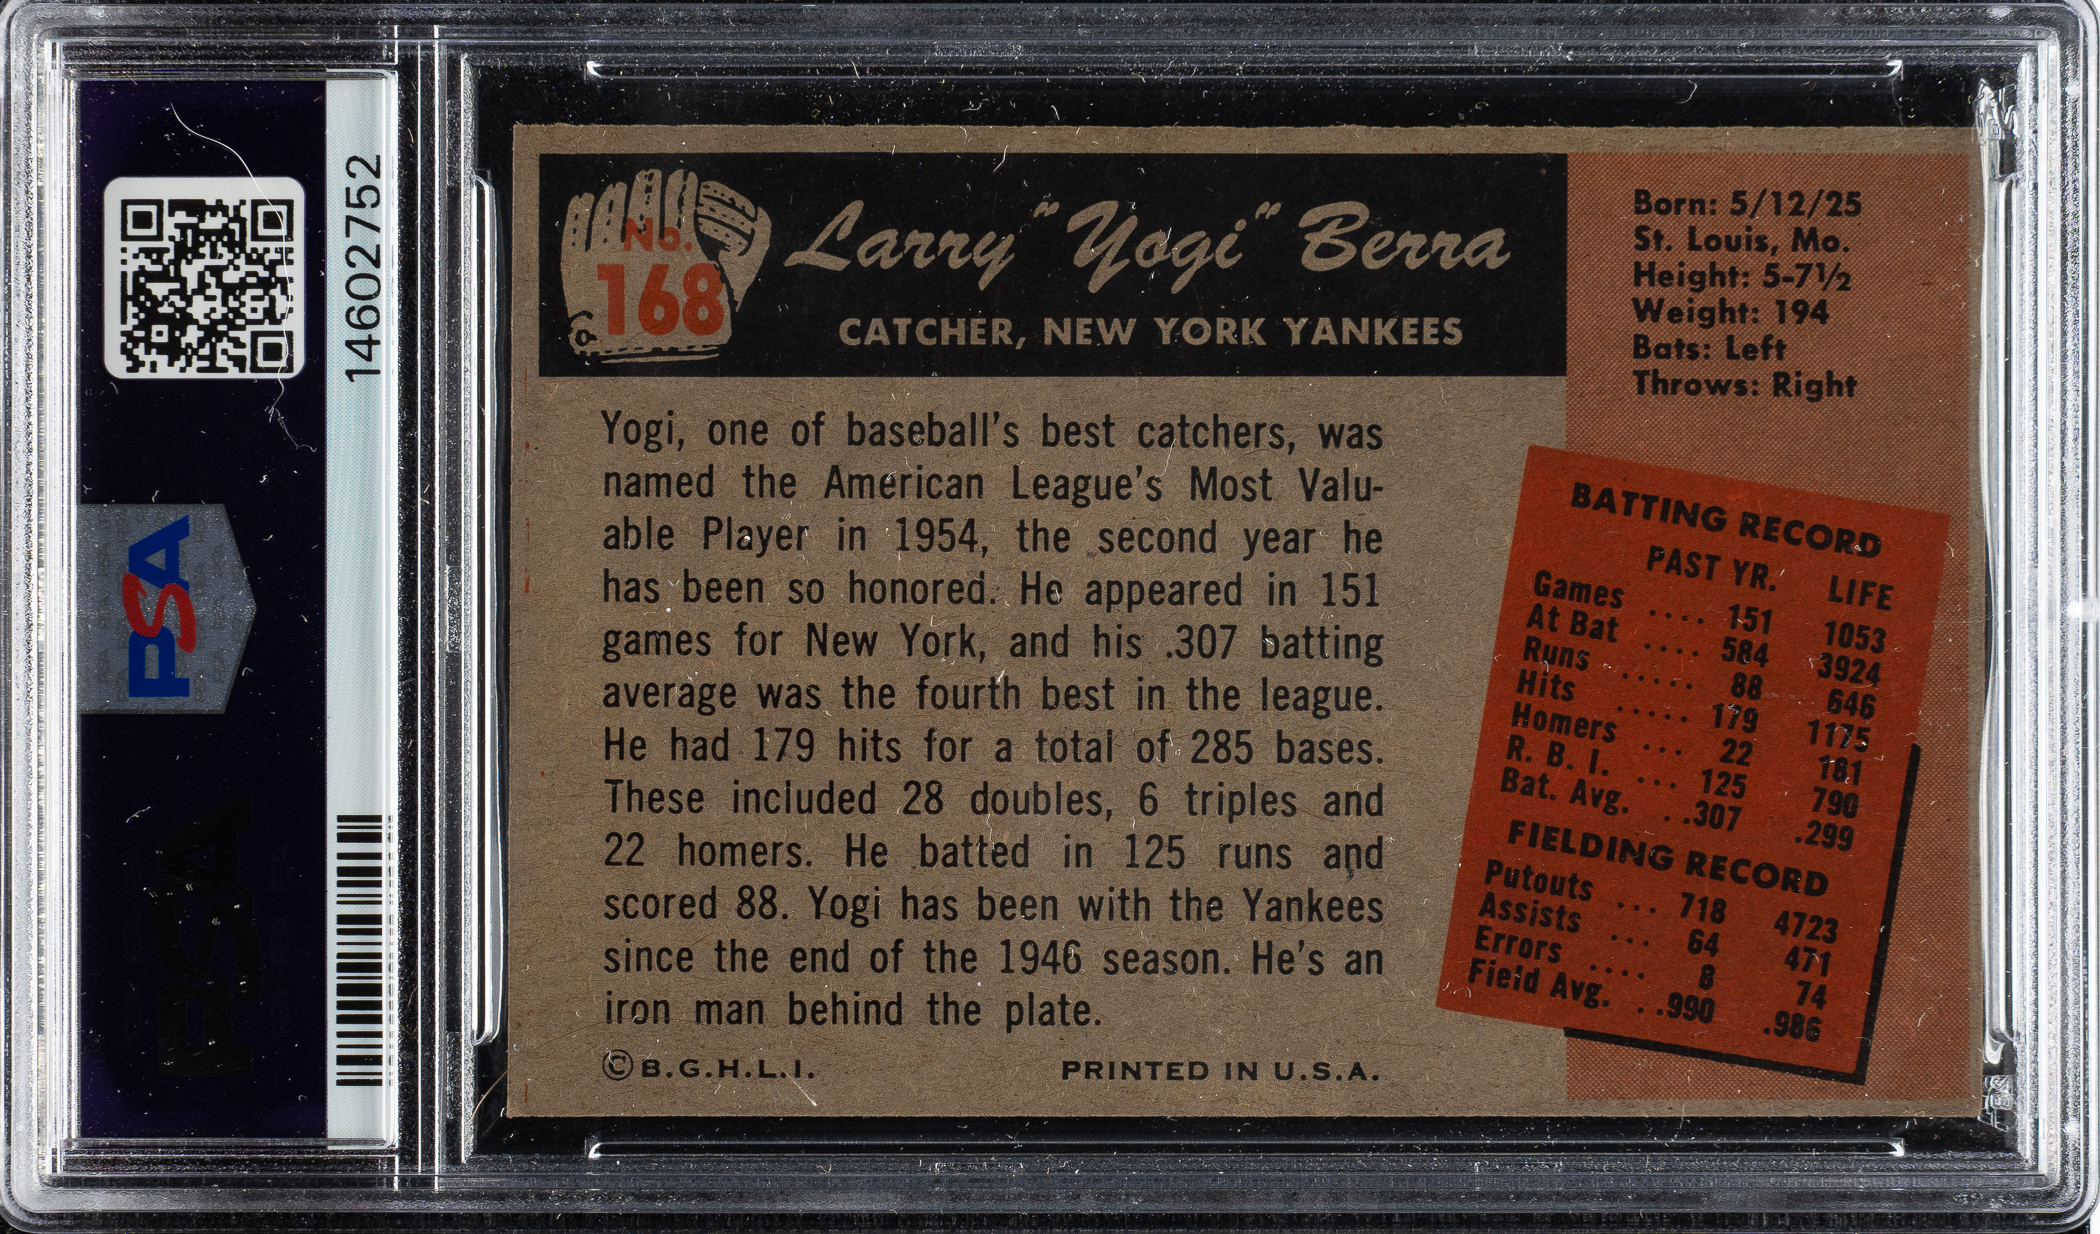 14602752
PSA
PSA
No.
168
Larry "Yogi" Berra
CATCHER, NEW YORK YANKEES
Born: 5/12/25
St. Louis, Mo.
Height: 5-7½
Weight: 194
Bats: Left
Throws: Right
Yogi, one of baseball's best catchers, was
named the American League's Most Valu-
able Player in 1954, the second year he
has been so honored. He appeared in 151
games for New York, and his .307 batting
average was the fourth best in the league.
He had 179 hits for a total of 285 bases.
These included 28 doubles, 6 triples and
22 homers. He batted in 125 runs and
scored 88. Yogi has been with the Yankees
since the end of the 1946 season. He's an
iron man behind the plate.
© B.G.H.L.I. PRINTED IN U.S.A.
BATTING RECORD
PAST YR. LIFE
Games .... 151 1053
At Bat .... 584 3924
Runs ..... 88 646
Hits ..... 179 1175
Homers ... 22 161
R. B. I. ... 125 790
Bat. Avg. ..307 .299
FIELDING RECORD
Putouts ... 718 4723
Assists ... 64 471
Errors .... 8 74
Field Avg. ..990 .986